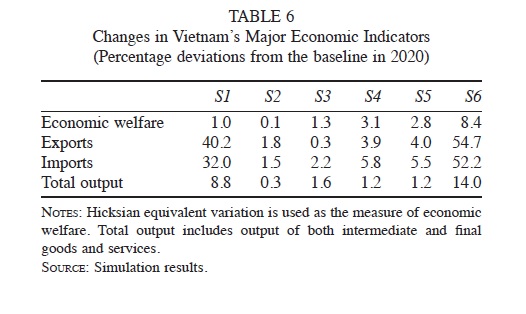 TABLE 6
Changes in Vietnam's Major Economic Indicators
(Percentage deviations from the baseline in 2020)
S1 S2 S3 S4 S5 S6
Economic welfare 1.0 0.1 1.3 3.1 2.8 8.4
Exports 40.2 1.8 0.3 3.9 4.0 54.7
Imports 32.0 1.5 2.2 5.8 5.5 52.2
Total output 8.8 0.3 1.6 1.2 1.2 14.0
NOTES: Hicksian equivalent variation is used as the measure of economic
welfare. Total output includes output of both intermediate and final
goods and services.
SOURCE: Simulation results.